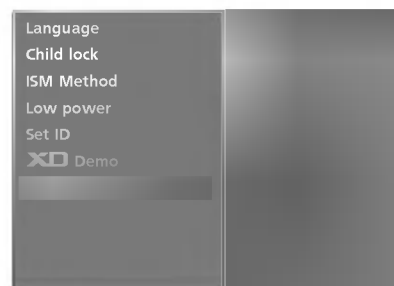 Language
Child lock
ISM Method
Low power
Set ID
XD Demo